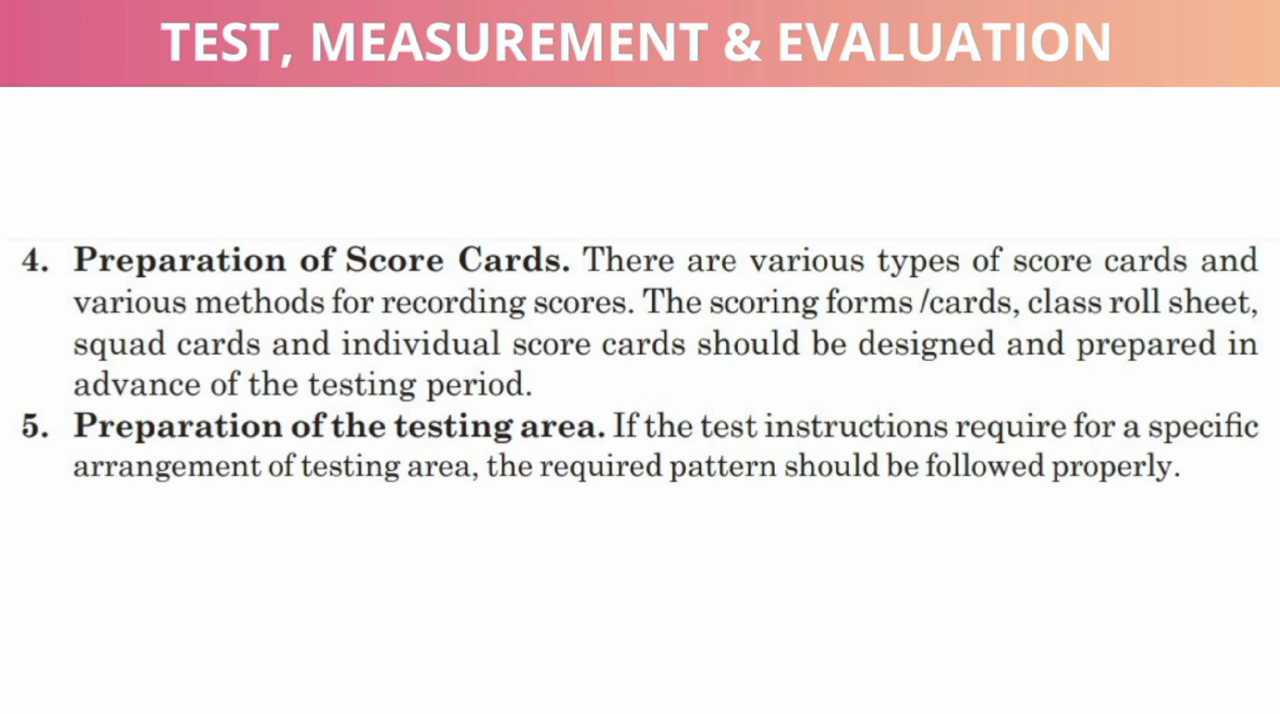 TEST, MEASUREMENT & EVALUATION
4. Preparation of Score Cards. There are various types of score cards and
various methods for recording scores. The scoring forms /cards, class roll sheet,
squad cards and individual score cards should be designed and prepared in
advance of the testing period.
5. Preparation of the testing area. If the test instructions require for a specific
arrangement of testing area, the required pattern should be followed properly.